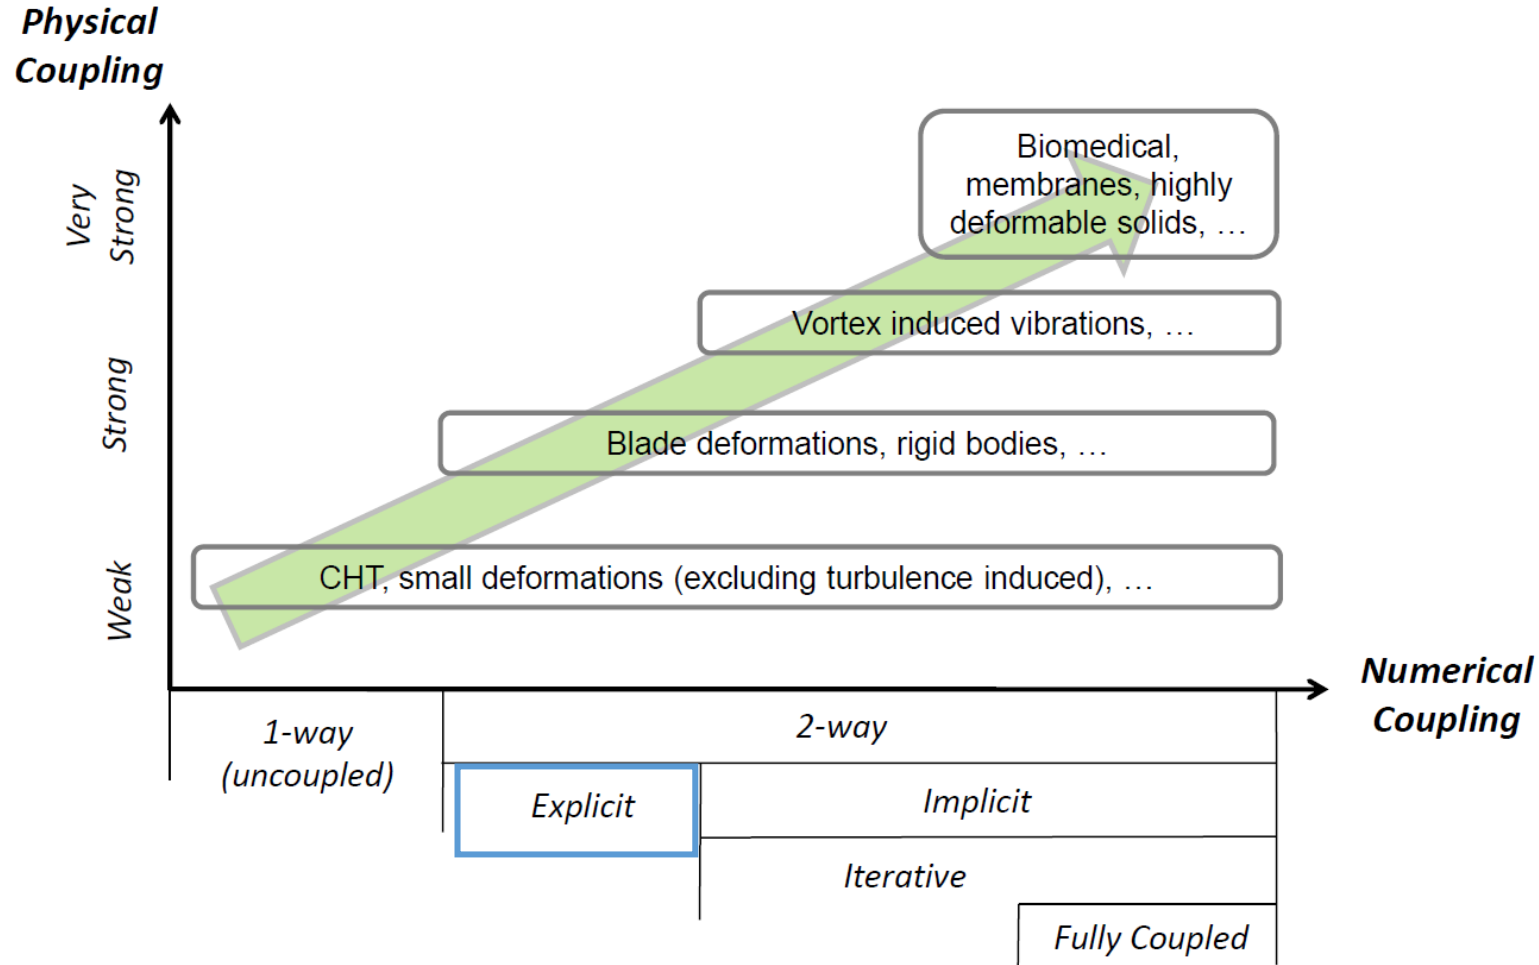 Physical
Coupling
Very
Strong
Biomedical,
membranes, highly
deformable solids, …
Vortex induced vibrations, …
Strong
Blade deformations, rigid bodies, …
Weak
CHT, small deformations (excluding turbulence induced), …
Numerical
Coupling
1-way
(uncoupled)
2-way
Explicit
Implicit
Iterative
Fully Coupled